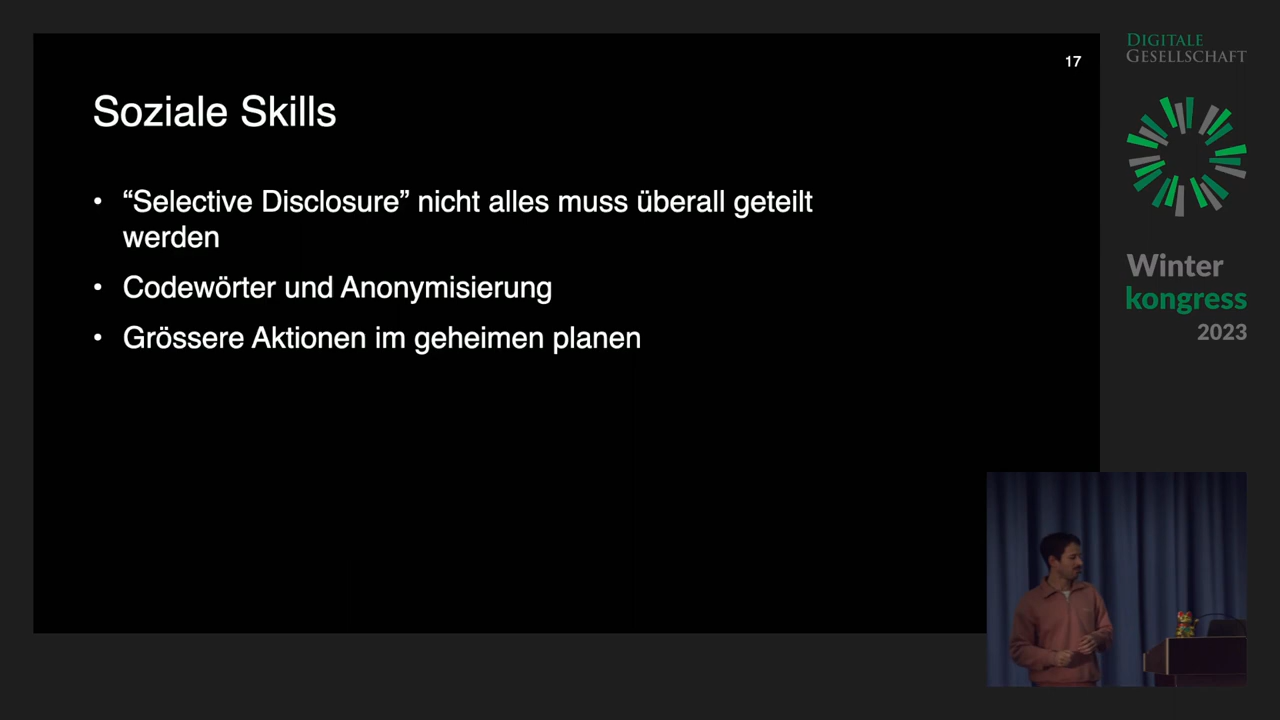 17
Soziale Skills
• “Selective Disclosure” nicht alles muss überall geteilt
werden
• Codewörter und Anonymisierung
• Grössere Aktionen im geheimen planen
DIGITALE
GESELLSCHAFT
Winter
kongress
2023